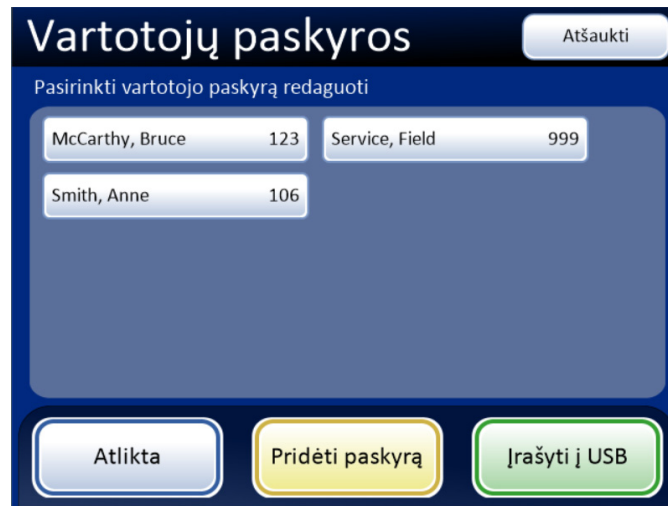 Vartotojų paskyros
Atšaukti
Pasirinkti vartotojo paskyrą redaguoti
McCarthy, Bruce 123
Service, Field 999
Smith, Anne 106
Atlikta
Pridėti paskyrą
Įrašyti į USB